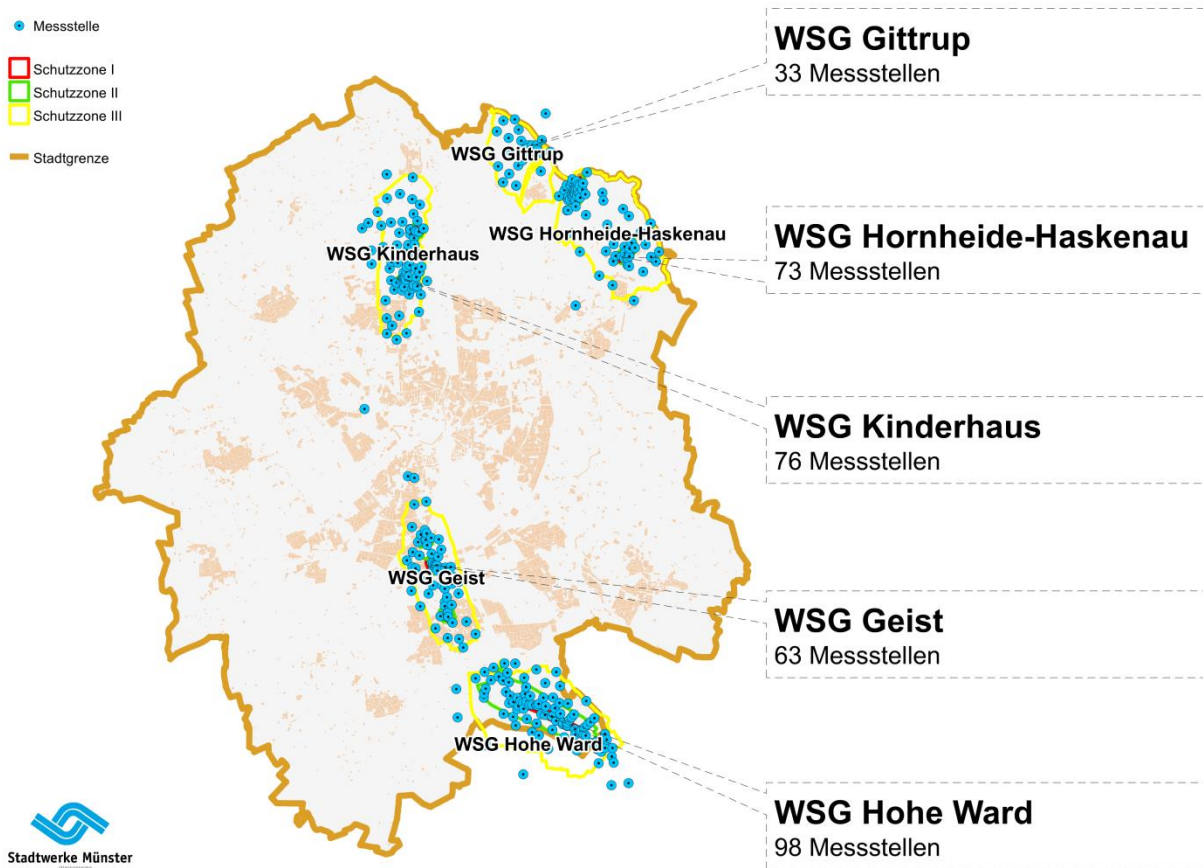 Messstelle
Schutzzone I
Schutzzone II
Schutzzone III
Stadtgrenze
WSG Gittrup
WSG Hornheide-Haskenau
WSG Kinderhaus
WSG Geist
WSG Hohe Ward
WSG Gittrup
33 Messstellen
WSG Hornheide-Haskenau
73 Messstellen
WSG Kinderhaus
76 Messstellen
WSG Geist
63 Messstellen
WSG Hohe Ward
98 Messstellen
Stadtwerke Münster